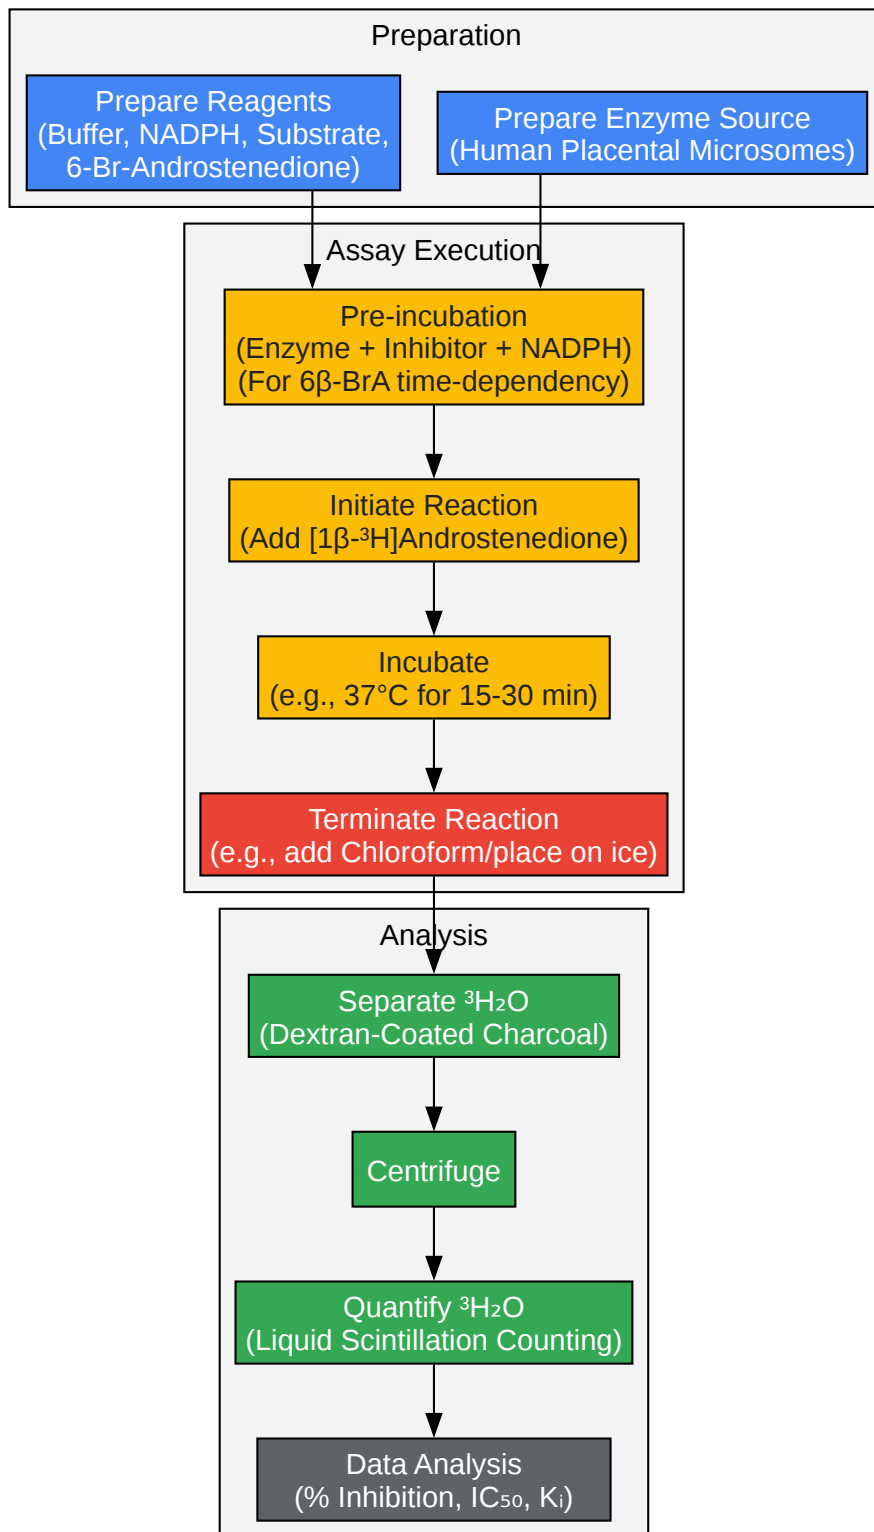 Preparation
Prepare Reagents
(Buffer, NADPH, Substrate,
6-Br-Androstenedione)
Prepare Enzyme Source
(Human Placental Microsomes)
Assay Execution
Pre-incubation
(Enzyme + Inhibitor + NADPH)
(For 6β-BrA time-dependency)
Initiate Reaction
(Add [1β-³H]Androstenedione)
Incubate
(e.g., 37°C for 15-30 min)
Terminate Reaction
(e.g., add Chloroform/place on ice)
Analysis
Separate ³H₂O
(Dextran-Coated Charcoal)
Centrifuge
Quantify ³H₂O
(Liquid Scintillation Counting)
Data Analysis
(% Inhibition, IC₅₀, Kᵢ)